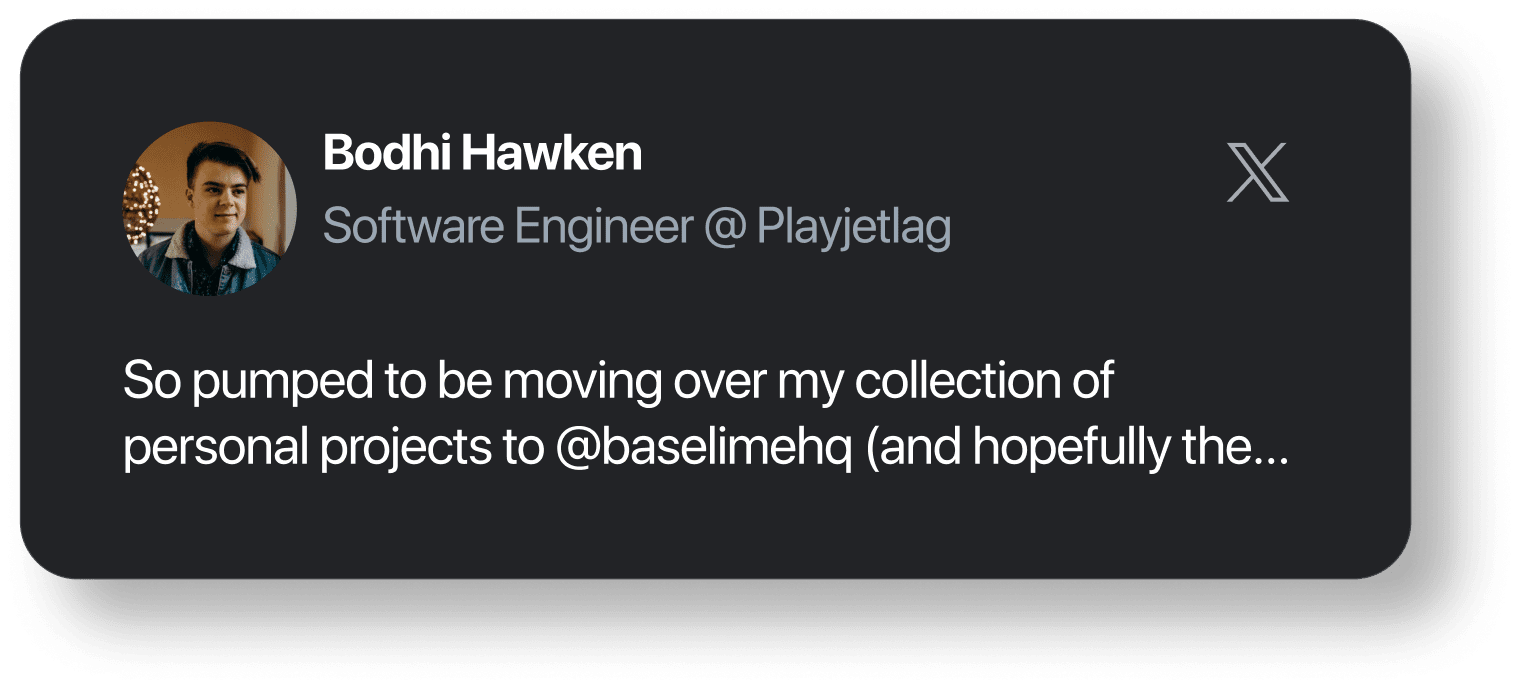 Bodhi Hawken
Software Engineer @ Playjetlag
So pumped to be moving over my collection of
personal projects to @baselimehq (and hopefully the...